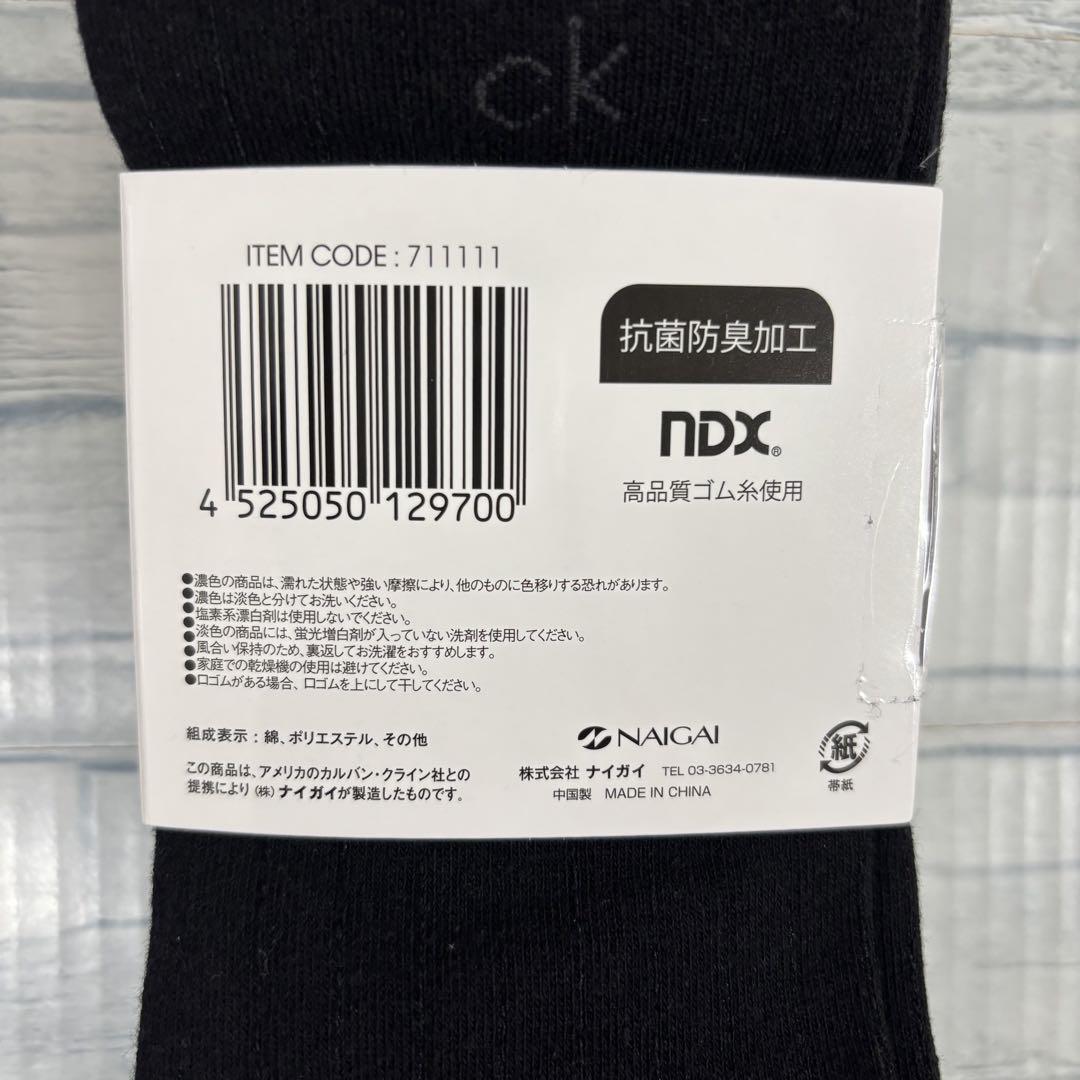 ck
ITEM CODE : 711111
4 525050 129700
抗菌防臭加工
NDX®
高品質ゴム糸使用
●濃色の商品は、濡れた状態や強い摩擦により、他のものに色移りする恐れがあります。
●濃色は淡色と分けてお洗いください。
●塩素系漂白剤は使用しないでください。
●淡色の商品には、蛍光増白剤が入っていない洗剤を使用してください。
●風合い保持のため、裏返してお洗濯をおすすめします。
●家庭での乾燥機の使用は避けてください。
●口ゴムがある場合、口ゴムを上にして干してください。
組成表示:綿、ポリエステル、その他
この商品は、アメリカのカルバン・クライン社との
提携により(株)ナイガイが製造したものです。
NAIGAI
株式会社 ナイガイ TEL 03-3634-0781
中国製 MADE IN CHINA
紙
帯紙